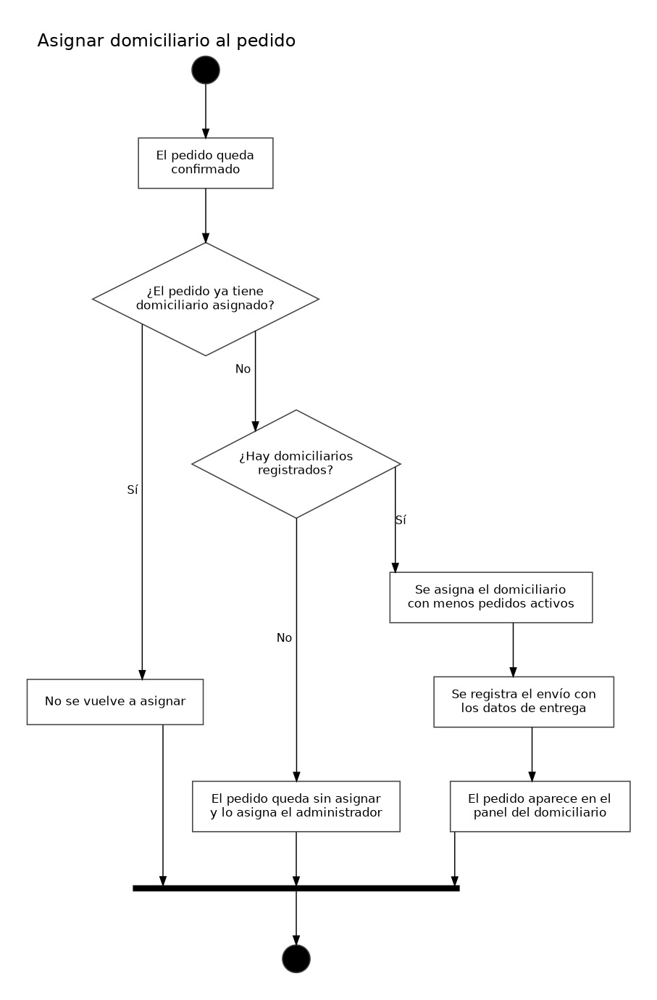 Asignar domiciliario al pedido
El pedido queda
confirmado
¿El pedido ya tiene
domiciliario asignado?
No
¿Hay domiciliarios
registrados?
Sí
Sí
Se asigna el domiciliario
con menos pedidos activos
No
No se vuelve a asignar
Se registra el envío con
los datos de entrega
El pedido queda sin asignar
y lo asigna el administrador
El pedido aparece en el
panel del domiciliario